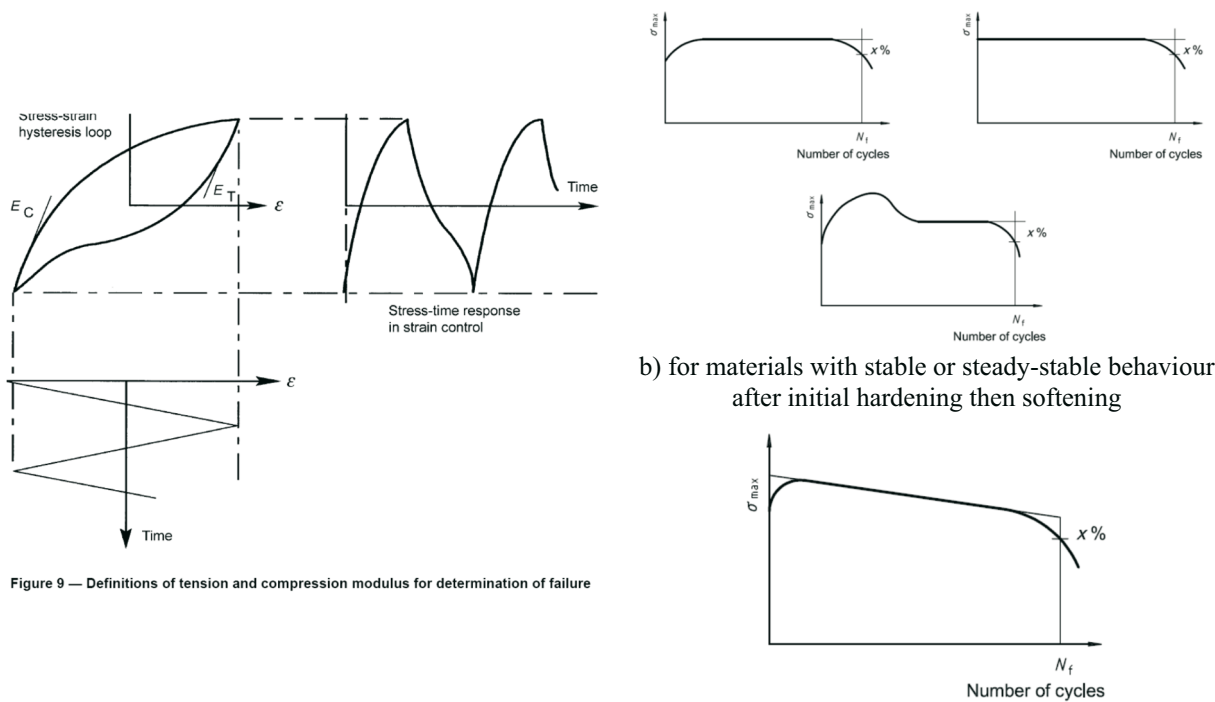 Stress-strain
hysteresis loop
E C
E T
ε
Time
Stress-time response
in strain control
ε
Time
Figure 9 — Definitions of tension and compression modulus for determination of failure
σ max
x %
N f
Number of cycles
σ max
x %
N f
Number of cycles
σ max
x %
N f
Number of cycles
b) for materials with stable or steady-stable behaviour
after initial hardening then softening
σ max
x %
N f
Number of cycles